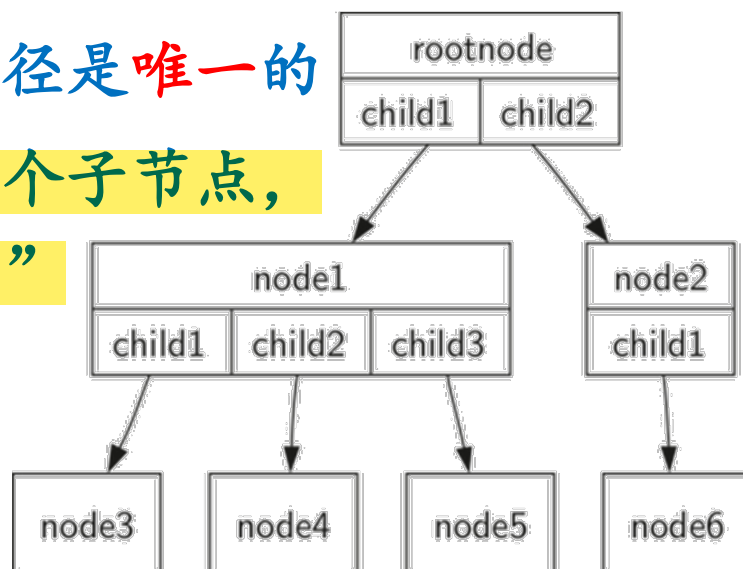 径是唯一的
个子节点，
”
rootnode
child1 child2
node1
child1 child2 child3
node2
child1
node3 node4 node5 node6